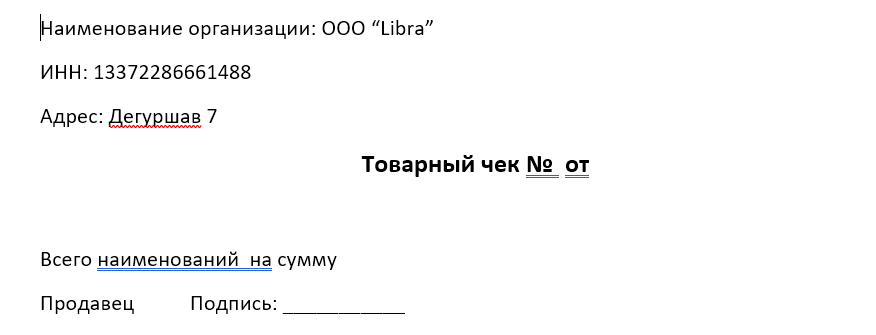 Наименование организации: ООО “Libra”
ИНН: 13372286661488
Адрес: Дегуршав 7
Товарный чек №  от
Всего наименований  на сумму
Продавец Подпись: ___________